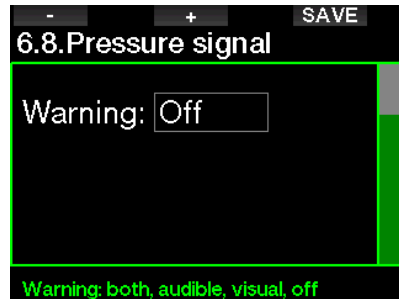 - + SAVE
6.8.Pressure signal
Warning: Off
Warning: both, audible, visual, off